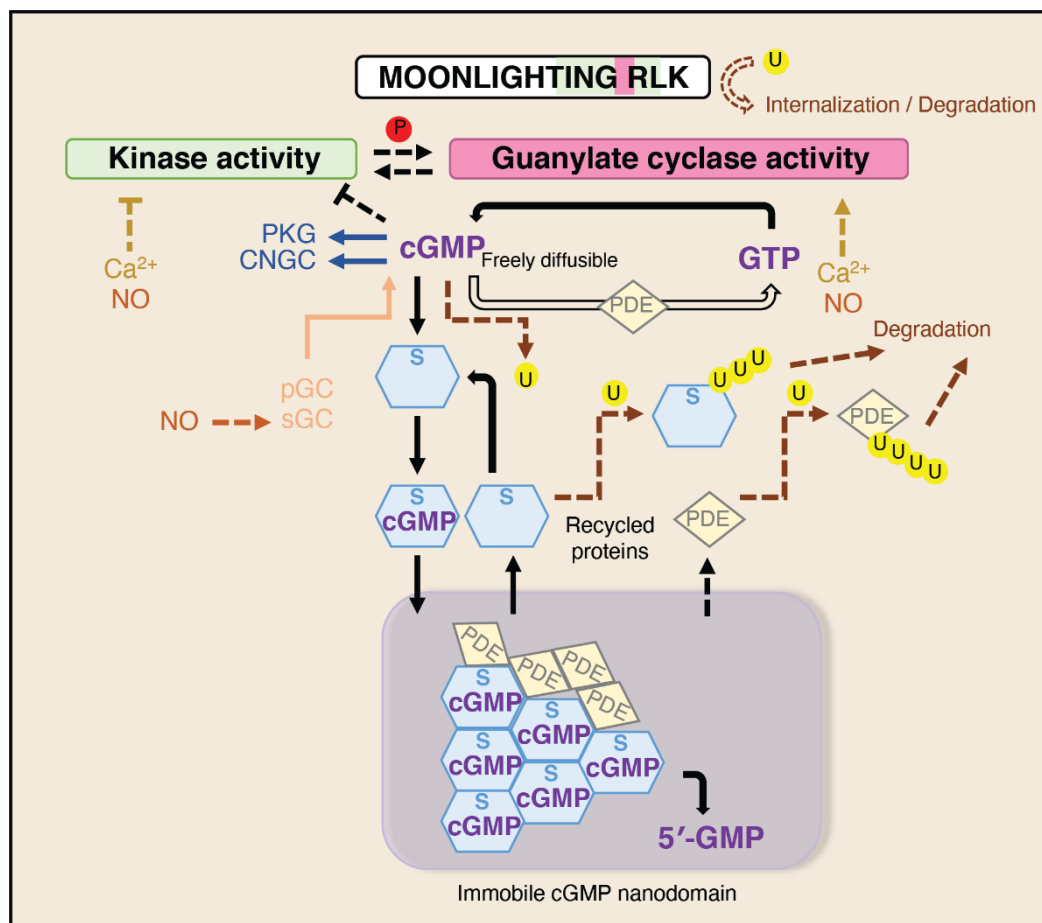 MOONLIGHTING RLK
U
Internalization / Degradation
P
Kinase activity
Guanylate cyclase activity
PKG
CNGC
cGMP
Freely diffusible
GTP
PDE
Ca2+
NO
Ca2+
NO
Degradation
pGC
sGC
NO
S
U
U
S
U U U
U
PDE
U U U U
S
cGMP
S
Recycled
proteins
PDE
PDE
PDE
PDE
PDE
S
cGMP
S
cGMP
S
cGMP
S
cGMP
S
cGMP
S
cGMP
5′-GMP
Immobile cGMP nanodomain